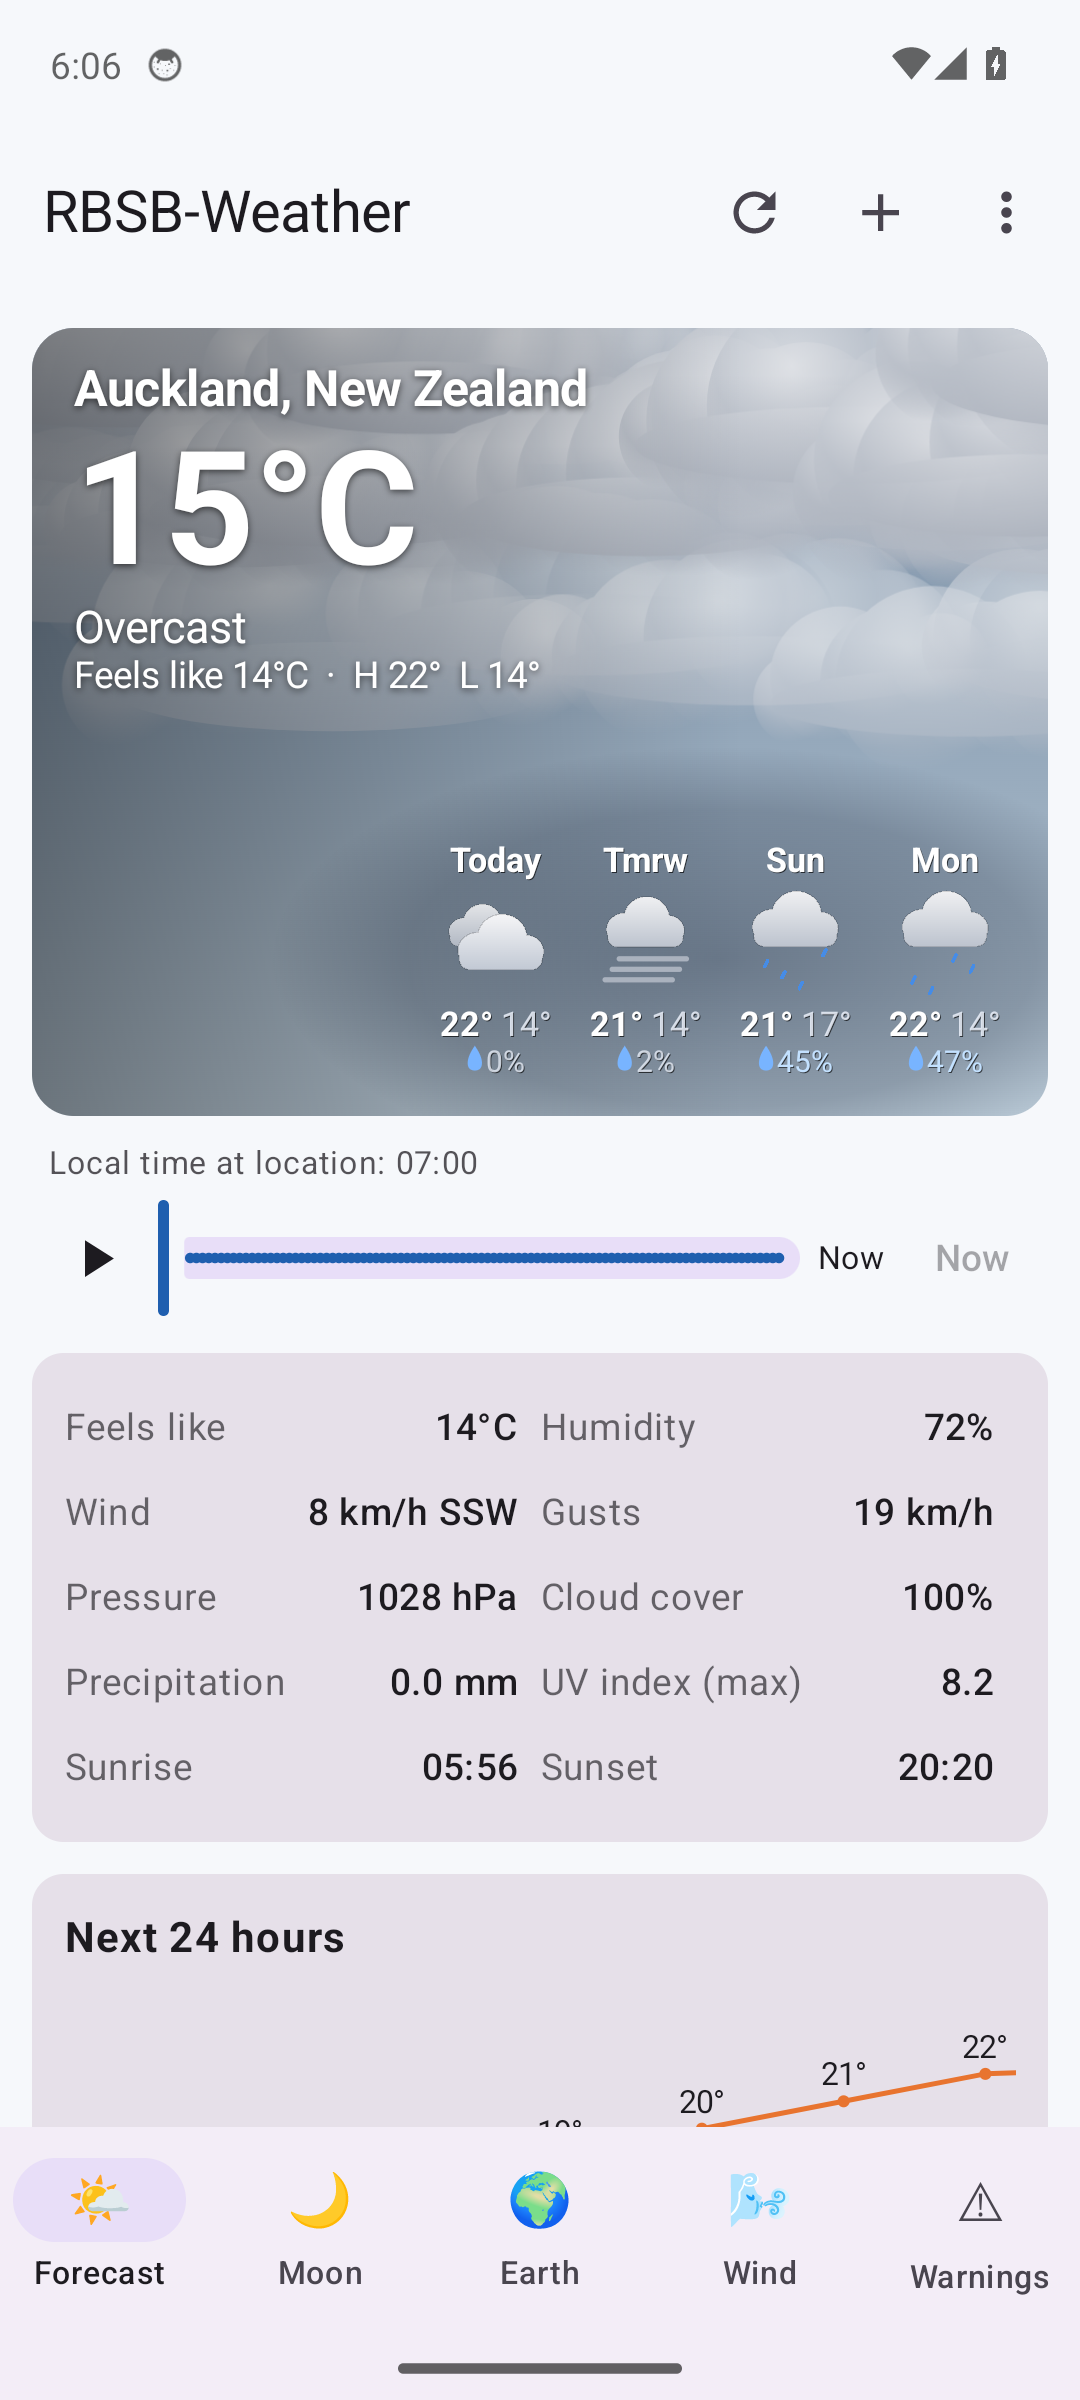 6:06
RBSB-Weather
Auckland, New Zealand
15°C
Overcast
Feels like 14°C · H 22° L 14°
Today Tmrw Sun Mon
22° 14° 21° 14° 21° 17° 22° 14°
0% 2% 45% 47%
Local time at location: 07:00
Now Now
Feels like 14°C Humidity 72%
Wind 8 km/h SSW Gusts 19 km/h
Pressure 1028 hPa Cloud cover 100%
Precipitation 0.0 mm UV index (max) 8.2
Sunrise 05:56 Sunset 20:20
Next 24 hours
22°
21°
20°
Forecast Moon Earth Wind Warnings